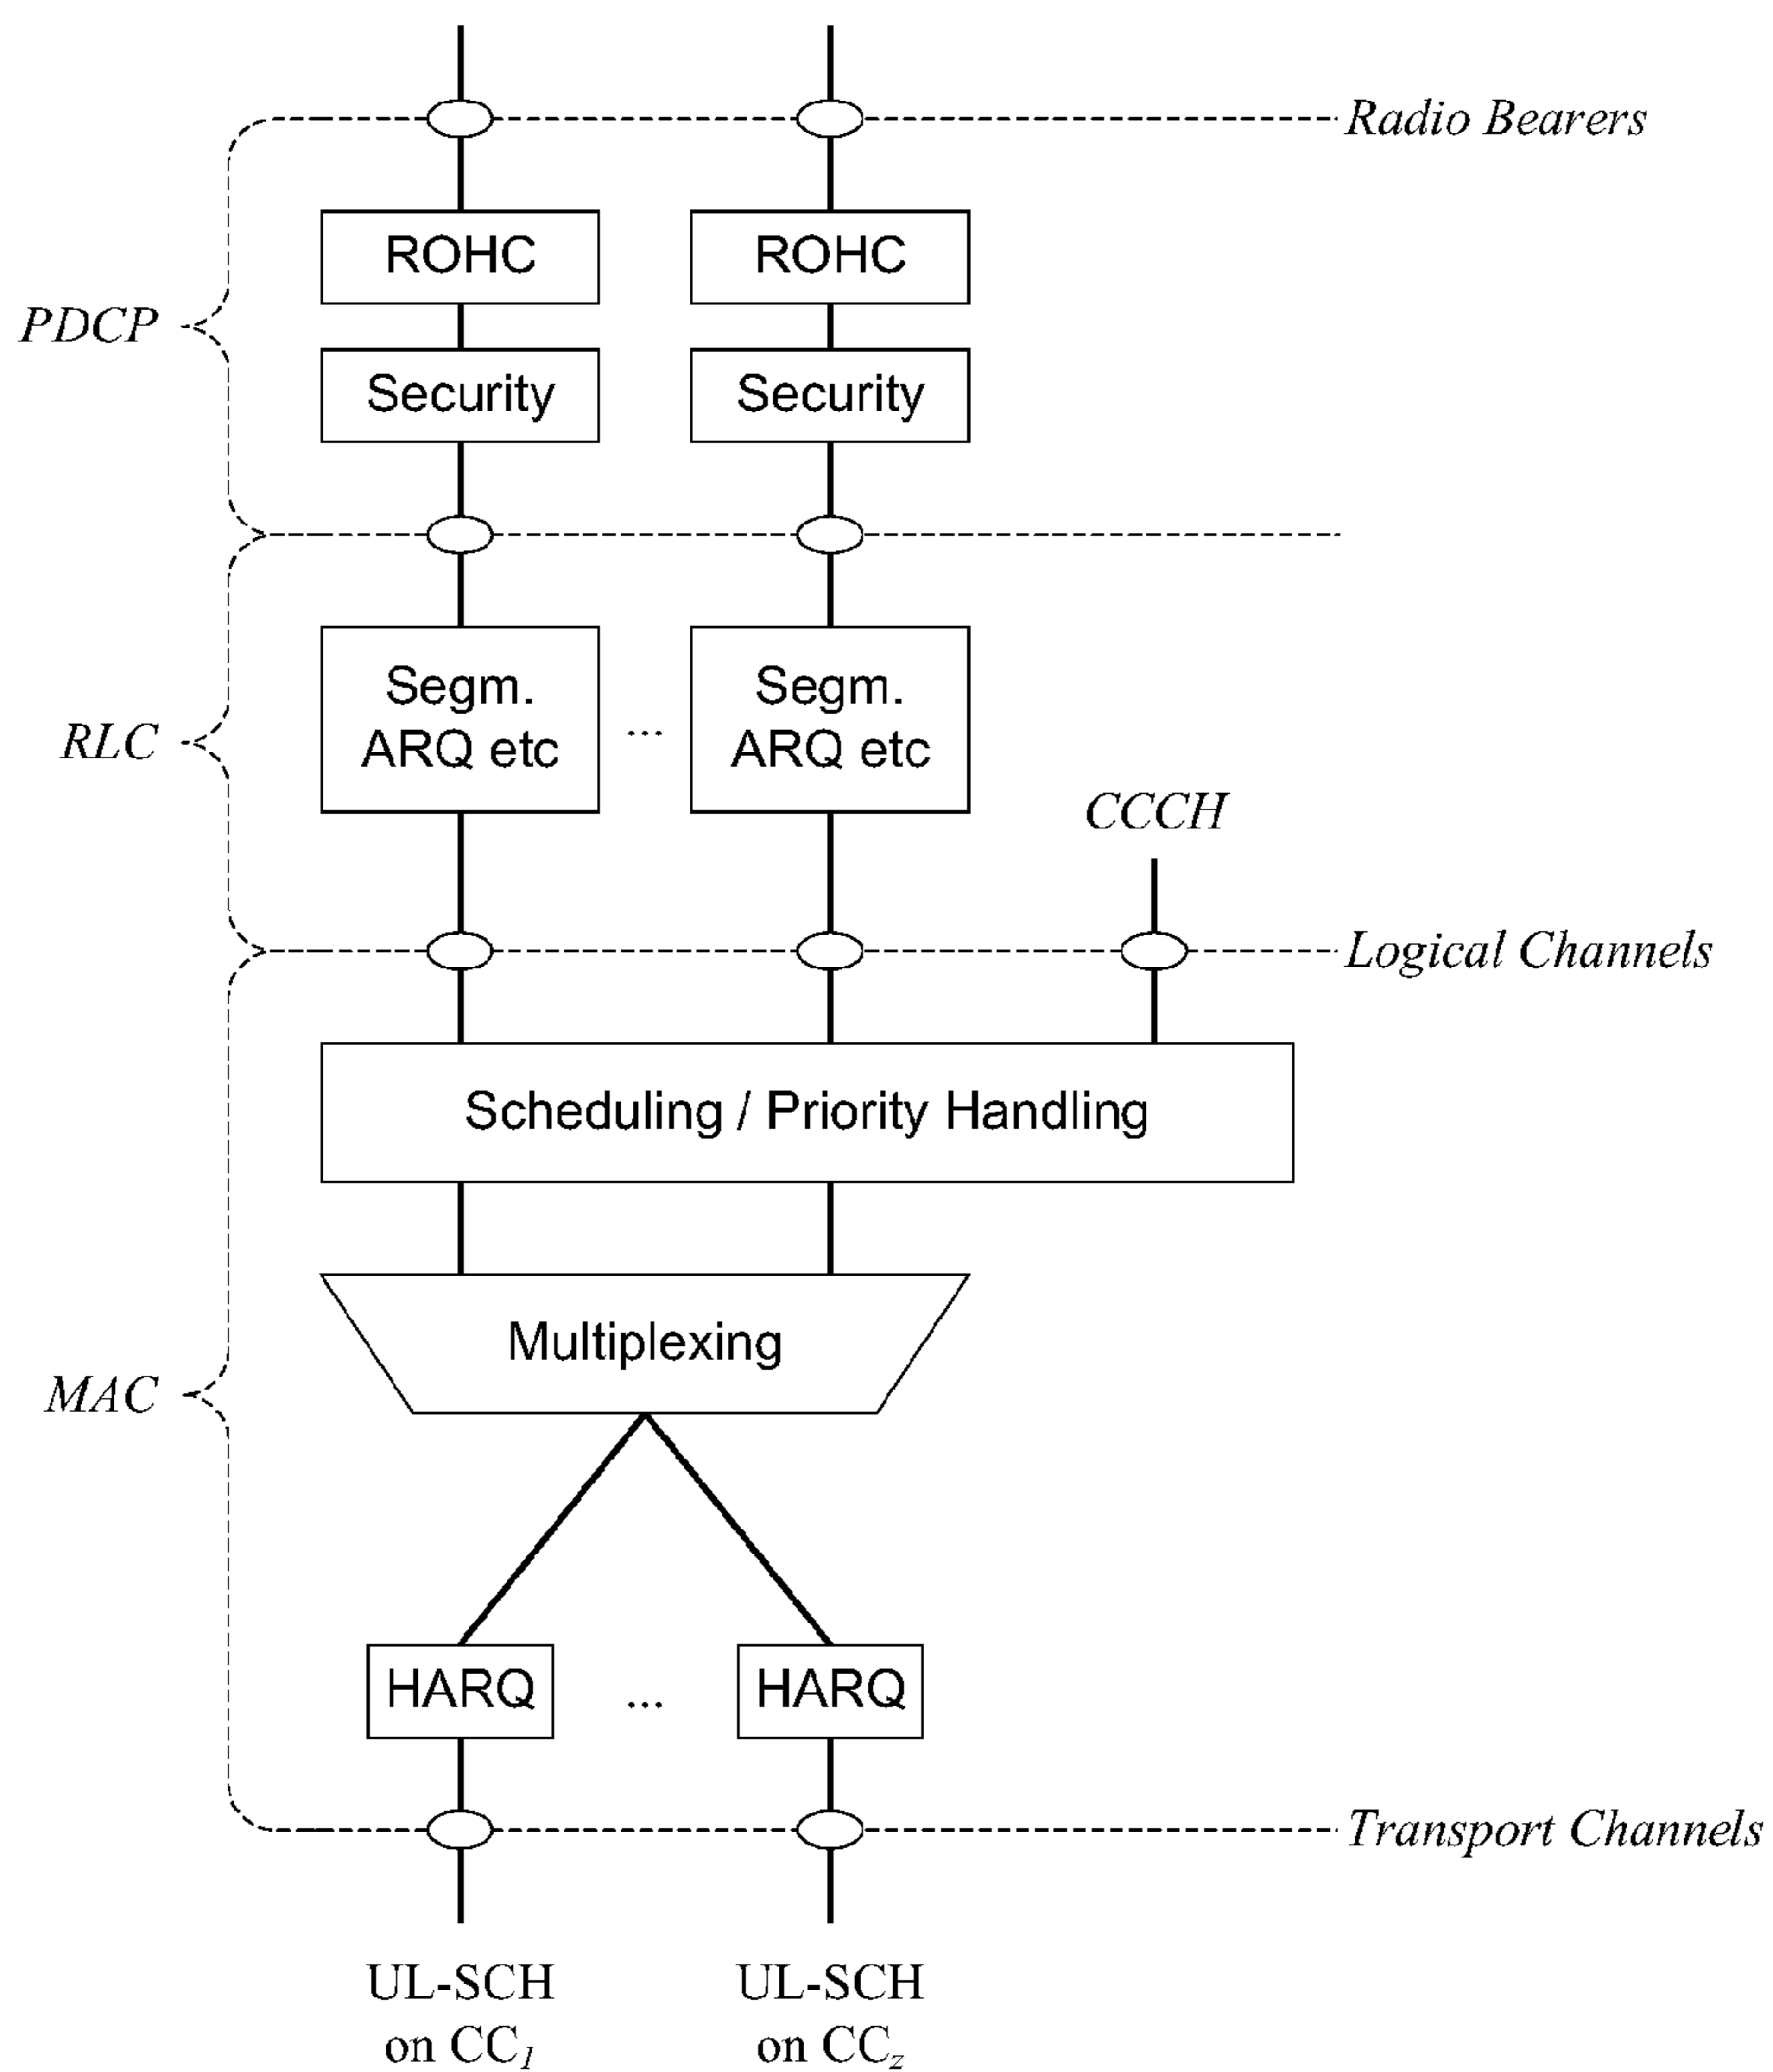 Radio Bearers
ROHC
ROHC
PDCP
Security
Security
Segm.
ARQ etc
...
Segm.
ARQ etc
RLC
CCCH
Logical Channels
Scheduling / Priority Handling
Multiplexing
MAC
HARQ
...
HARQ
Transport Channels
UL-SCH
on CC1
UL-SCH
on CCz